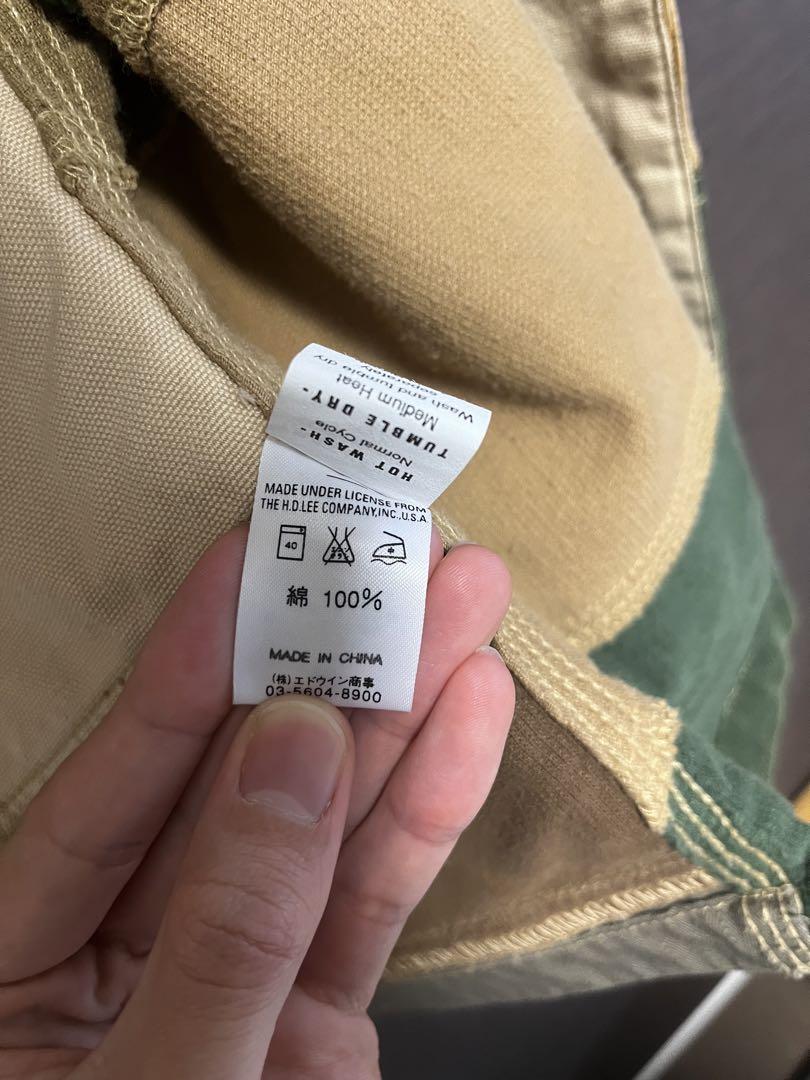 HOT WASH-
Normal Cycle
TUMBLE DRY-
Medium Heat
Wash and tumble dry
separately
MADE UNDER LICENSE FROM
THE H.D.LEE COMPANY,INC.,U.S.A.
40
綿 100%
MADE IN CHINA
(株)エドウイン商事
03-5604-8900